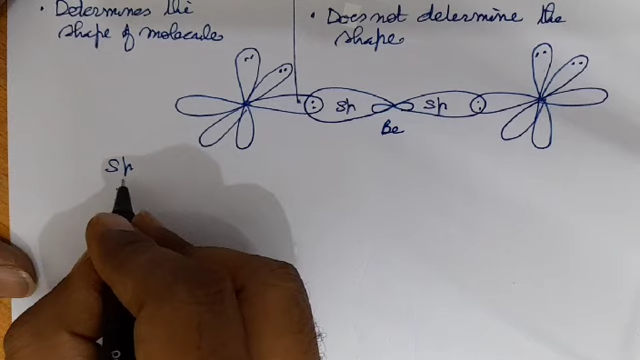 • Determines the
shape of molecule
• Does not determine the
shape
Sp Sp
Be
Sp